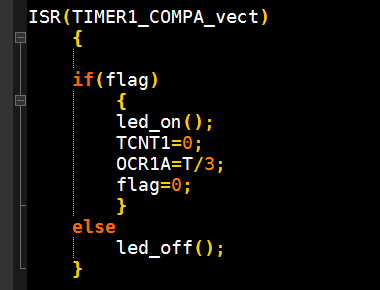 ISR(TIMER1_COMPA_vect)
{
if(flag)
{
led_on();
TCNT1=0;
OCR1A=T/3;
flag=0;
}
else
led_off();
}